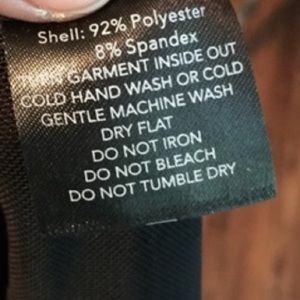 Shell: 92% Polyester
8% Spandex
TURN GARMENT INSIDE OUT
COLD HAND WASH OR COLD
GENTLE MACHINE WASH
DRY FLAT
DO NOT IRON
DO NOT BLEACH
DO NOT TUMBLE DRY